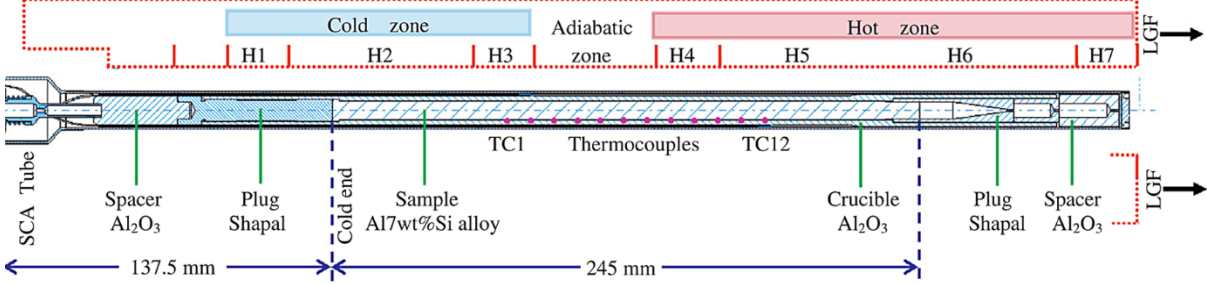 Cold zone
Adiabatic zone
Hot zone
LGF
H1 H2 H3 H4 H5 H6 H7
TC1 Thermocouples TC12
SCA Tube
Spacer
Al₂O₃
Plug
Shapal
Cold end
Sample
Al7wt%Si alloy
Crucible
Al₂O₃
Plug
Shapal
Spacer
Al₂O₃
LGF
137.5 mm
245 mm